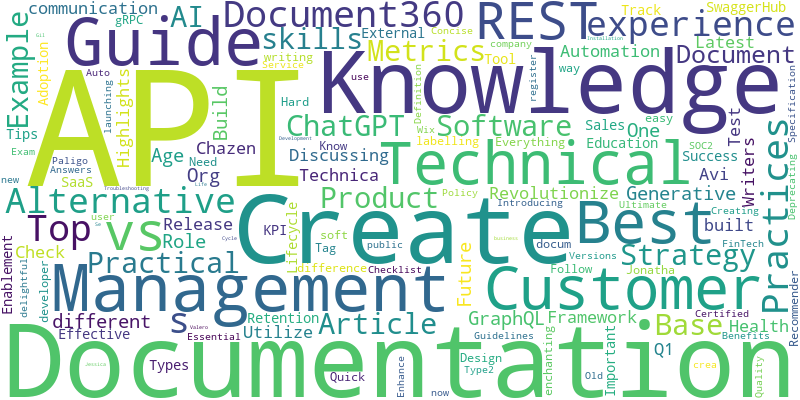 communication
gRPC
AI
Document360
REST
experience
Track
SwaggerHub
Guide
skills
External
Metrics
Automation
Latest
Adoption
Example
writing
Service
Concise
Tool
company
Document
API
Knowledge
Auto
launching
Highlights
Build
Hard
use
way
register
Definition
Specification
Tips
ChatGPT
Software
One
Sales
Education
Everything
easy
Test
Exam
Age
Chazen
Discussing
Know
Wix
labelling
SOC2
Success
Writers
Practices
Deprecating
Paligo
Answers
Need
Org
Technica
Technical
Avi
new
SaaS
Troubleshooting
Development
Installation
Alternative
Product
Policy
Revolutionize
Generative
Create
Best
Introducing
Ultimate
Creating
Top
vs
Role
Release
user
KPI
Lifecycle
soft
Tag
public
docum
built
FinTech
Versions
Jonatha
Enablement
Check
delightful
developer
Practical
difference
Checklist
Future
Follow
Strategy
Recommender
Management
Customer
different
s
Effective
Utilize
Retention
Essential
Valero
Article
GraphQL
Framework
Guidelines
Base
Certified
Health
Benefits
Important
enchanting
Q1
Types
Quick
Jessica
Enhance
now
Design
Type2
Old
crea
Quality
business
Cycle
Life
Documentation